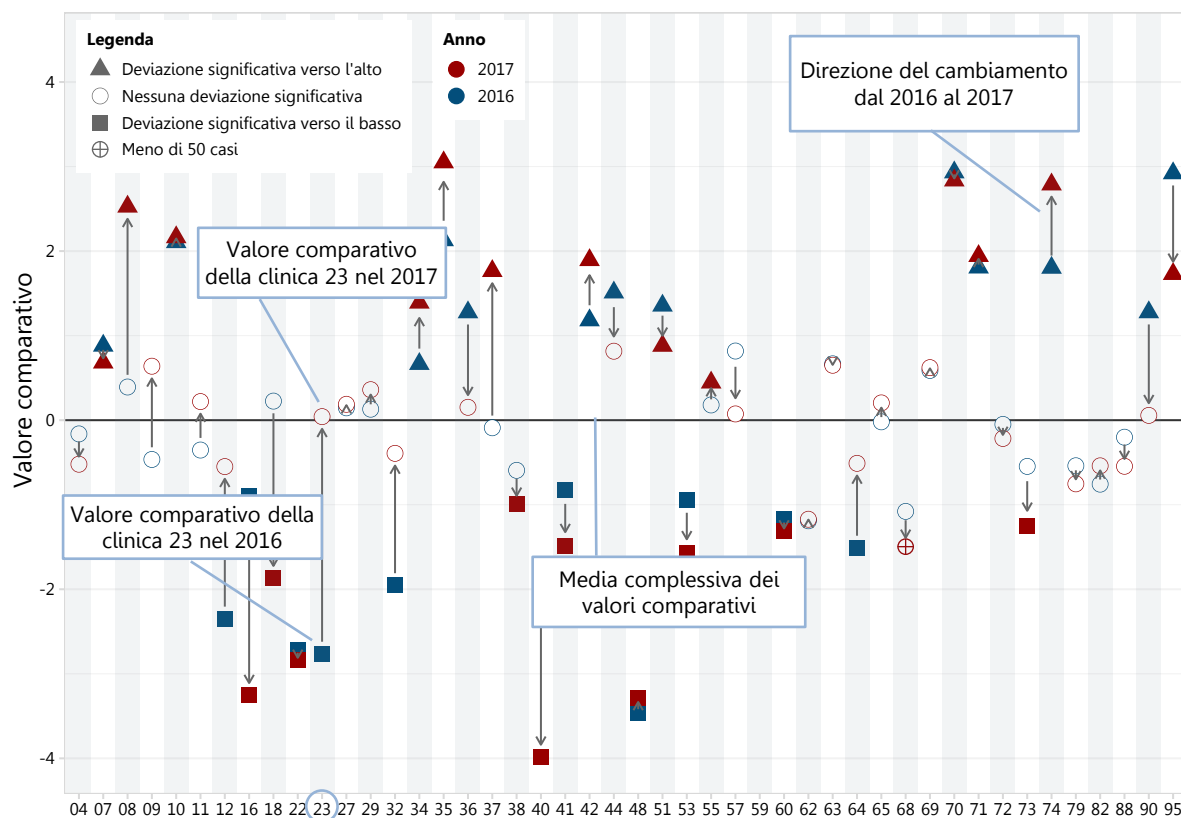 Legenda
Deviazione significativa verso l'alto
Nessuna deviazione significativa
Deviazione significativa verso il basso
Meno di 50 casi
Anno
2017
2016
Direzione del cambiamento
dal 2016 al 2017
Valore comparativo
della clinica 23 nel 2017
Valore comparativo della
clinica 23 nel 2016
Media complessiva dei
valori comparativi
Valore comparativo
4
2
0
-2
-4
04 07 08 09 10 11 12 16 18 22 23 27 29 32 34 35 36 37 38 40 41 42 44 48 51 53 55 57 59 60 62 63 64 65 68 69 70 71 72 73 74 79 82 88 90 95